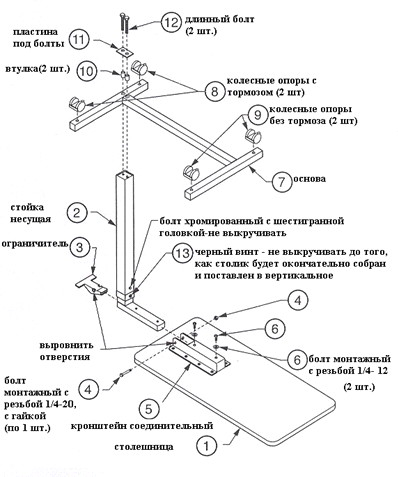 12
длинный болт
(2 шт.)
пластина
под болты
11
втулка(2 шт.)
10
8
колесные опоры с
тормозом (2 шт)
9
колесные опоры
без тормоза (2 шт)
7
основа
стойка
несущая
2
болт хромированный с шестигранной
головкой-не выкручивать
ограничитель
3
13
черный винт - не выкручивать до того,
как столик будет окончательно собран
и поставлен в вертикальное
4
6
выровнить
отверстия
6
болт монтажный
с резьбой 1/4- 12
(2 шт.)
4
болт
монтажный с
резьбой 1/4-20,
с гайкой
(по 1 шт.)
5
кронштейн соединительный
столешница
1